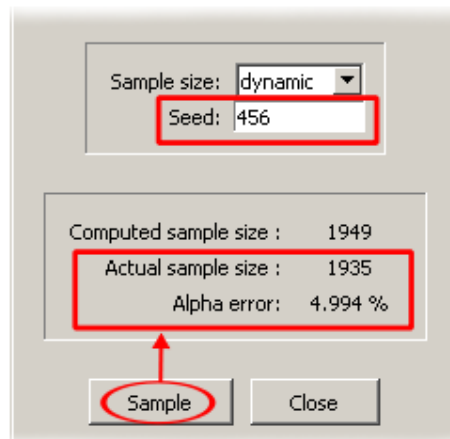 Sample size: dynamic
Seed: 456
Computed sample size : 1949
Actual sample size : 1935
Alpha error: 4.994 %
Sample Close